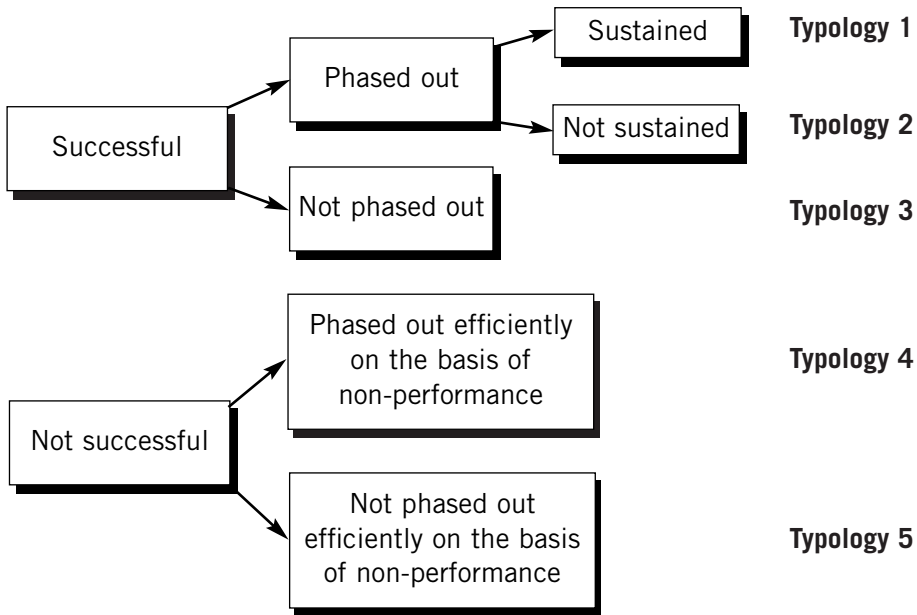 Sustained
Typology 1
Phased out
Not sustained
Typology 2
Successful
Not phased out
Typology 3
Phased out efficiently
on the basis of
non-performance
Typology 4
Not successful
Not phased out
efficiently on the basis
of non-performance
Typology 5